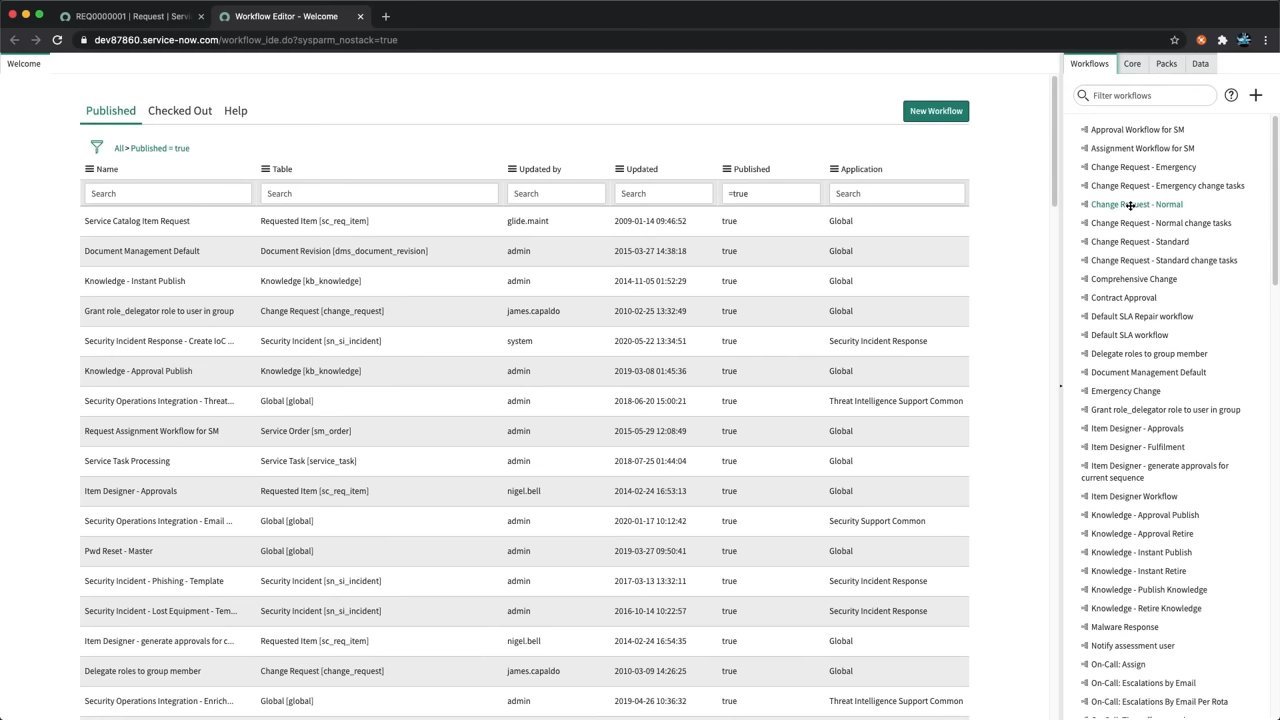 REQ0000001 | Request | Servi
Workflow Editor - Welcome
dev87860.service-now.com/workflow_ide.do?sysparm_nostack=true
Welcome
Published Checked Out Help
New Workflow
All > Published = true
Name Table Updated by Updated Published Application
Search Search Search Search =true Search
Service Catalog Item Request Requested Item [sc_req_item] glide.maint 2009-01-14 09:46:52 true Global
Document Management Default Document Revision [dms_document_revision] admin 2015-03-27 14:38:18 true Global
Knowledge - Instant Publish Knowledge [kb_knowledge] admin 2014-11-05 01:52:29 true Global
Grant role_delegator role to user in group Change Request [change_request] james.capaldo 2010-02-25 13:32:49 true Global
Security Incident Response - Create IoC ... Security Incident [sn_si_incident] system 2020-05-22 13:34:51 true Security Incident Response
Knowledge - Approval Publish Knowledge [kb_knowledge] admin 2019-03-08 01:45:36 true Global
Security Operations Integration - Threat... Global [global] admin 2018-06-20 15:00:21 true Threat Intelligence Support Common
Request Assignment Workflow for SM Service Order [sm_order] admin 2015-05-29 12:08:49 true Global
Service Task Processing Service Task [service_task] admin 2018-07-25 01:44:04 true Global
Item Designer - Approvals Requested Item [sc_req_item] nigel.bell 2014-02-24 16:53:13 true Global
Security Operations Integration - Email ... Global [global] admin 2020-01-17 10:12:42 true Security Support Common
Pwd Reset - Master Global [global] admin 2019-03-27 09:50:41 true Global
Security Incident - Phishing - Template Security Incident [sn_si_incident] admin 2017-03-13 13:32:11 true Security Incident Response
Security Incident - Lost Equipment - Tem... Security Incident [sn_si_incident] admin 2016-10-14 10:22:57 true Security Incident Response
Item Designer - generate approvals for c... Requested Item [sc_req_item] nigel.bell 2014-02-24 16:54:35 true Global
Delegate roles to group member Change Request [change_request] james.capaldo 2010-03-09 14:26:25 true Global
Security Operations Integration - Enrich... Global [global] admin 2019-04-26 10:36:32 true Threat Intelligence Support Common
Workflows Core Packs Data
Filter workflows
Approval Workflow for SM
Assignment Workflow for SM
Change Request - Emergency
Change Request - Emergency change tasks
Change Request - Normal
Change Request - Normal change tasks
Change Request - Standard
Change Request - Standard change tasks
Comprehensive Change
Contract Approval
Default SLA Repair workflow
Default SLA workflow
Delegate roles to group member
Document Management Default
Emergency Change
Grant role_delegator role to user in group
Item Designer - Approvals
Item Designer - Fulfilment
Item Designer - generate approvals for
current sequence
Item Designer Workflow
Knowledge - Approval Publish
Knowledge - Approval Retire
Knowledge - Instant Publish
Knowledge - Instant Retire
Knowledge - Publish Knowledge
Knowledge - Retire Knowledge
Malware Response
Notify assessment user
On-Call: Assign
On-Call: Escalations by Email
On-Call: Escalations By Email Per Rota